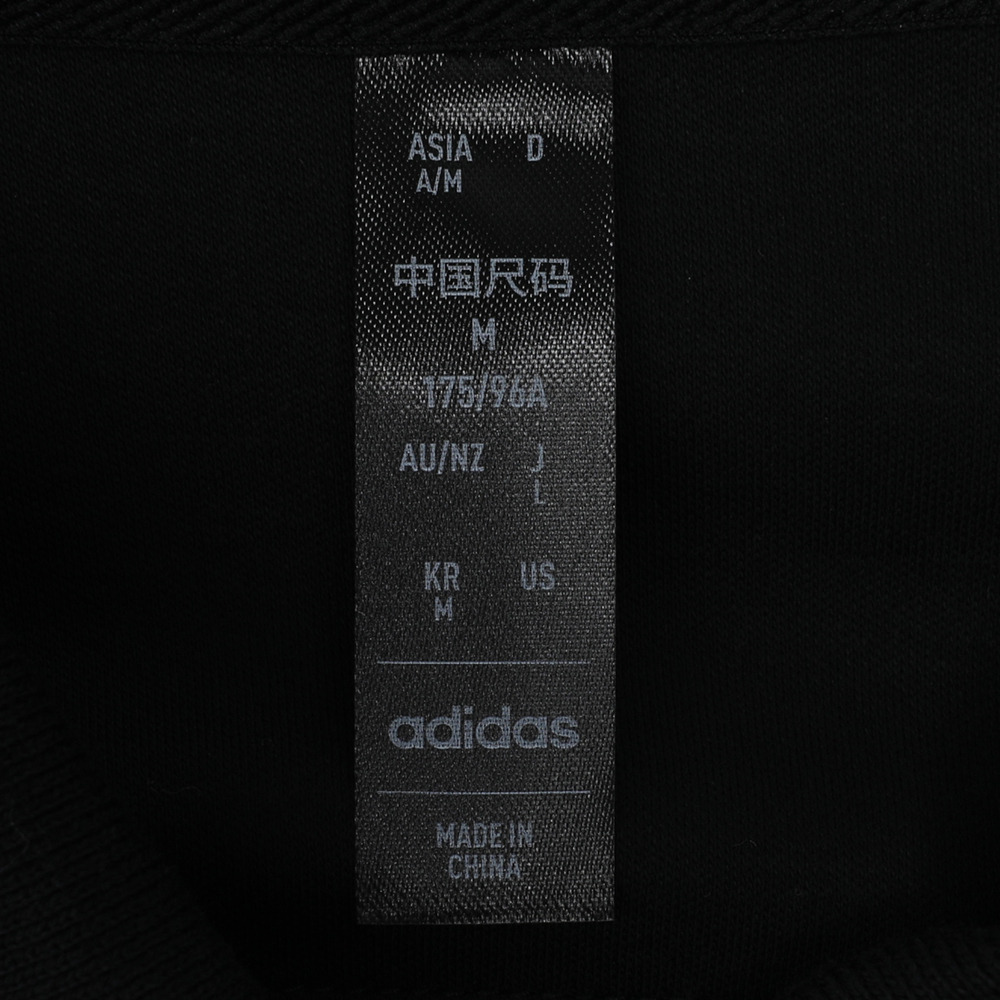 ASIA D
A/M
中国尺码
M
175/96A
AU/NZ J
L
KR US
M
adidas
MADE IN
CHINA